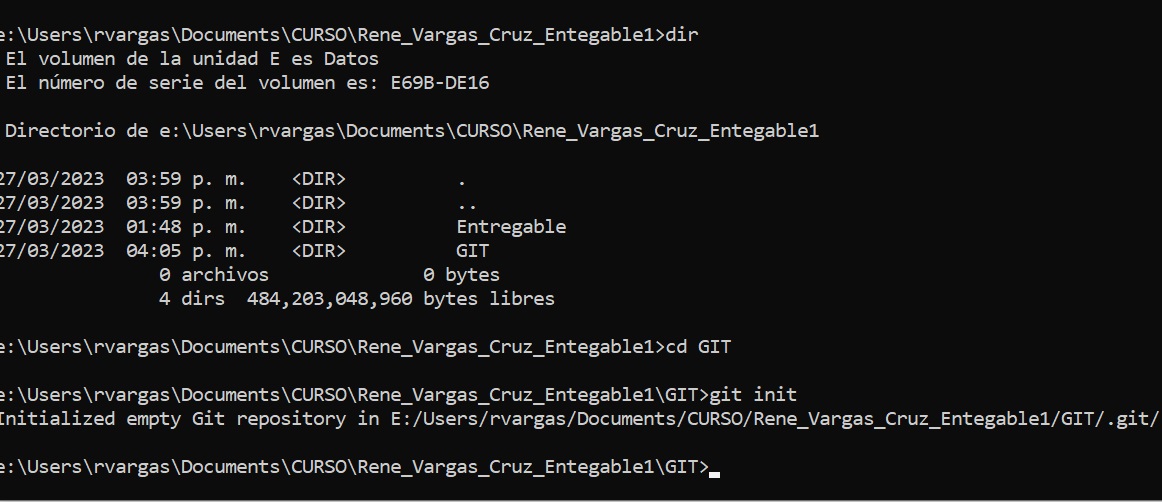 e:\Users\rvargas\Documents\CURSO\Rene_Vargas_Cruz_Entegable1>dir
El volumen de la unidad E es Datos
El número de serie del volumen es: E69B-DE16
Directorio de e:\Users\rvargas\Documents\CURSO\Rene_Vargas_Cruz_Entegable1
27/03/2023 03:59 p. m. <DIR> .
27/03/2023 03:59 p. m. <DIR> ..
27/03/2023 01:48 p. m. <DIR> Entregable
27/03/2023 04:05 p. m. <DIR> GIT
0 archivos 0 bytes
4 dirs 484,203,048,960 bytes libres
e:\Users\rvargas\Documents\CURSO\Rene_Vargas_Cruz_Entegable1>cd GIT
e:\Users\rvargas\Documents\CURSO\Rene_Vargas_Cruz_Entegable1\GIT>git init
Initialized empty Git repository in E:/Users/rvargas/Documents/CURSO/Rene_Vargas_Cruz_Entegable1/GIT/.git/
e:\Users\rvargas\Documents\CURSO\Rene_Vargas_Cruz_Entegable1\GIT>